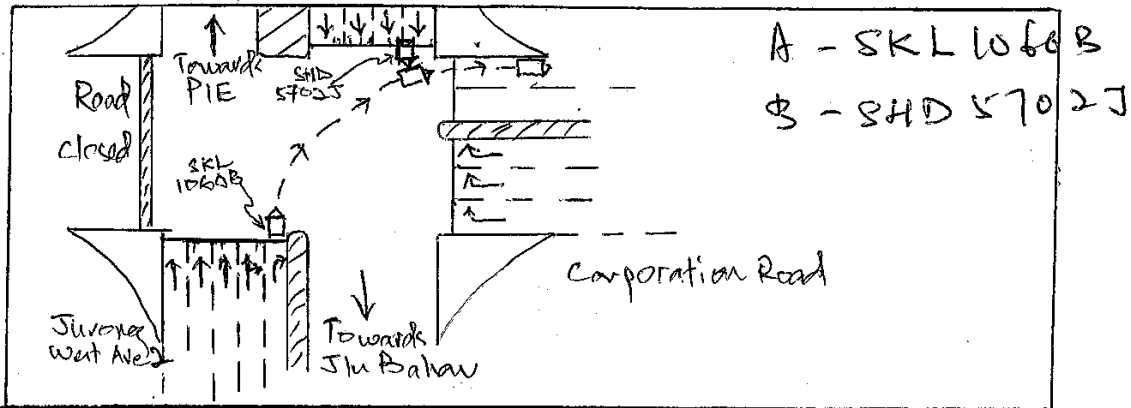 A - SKL 1060B
B - SHD 5702J
Towards
PIE
SHD
5702J
Road
closed
SKL
1060B
Corporation Road
West Ave 2
Towards
Jln Bahar